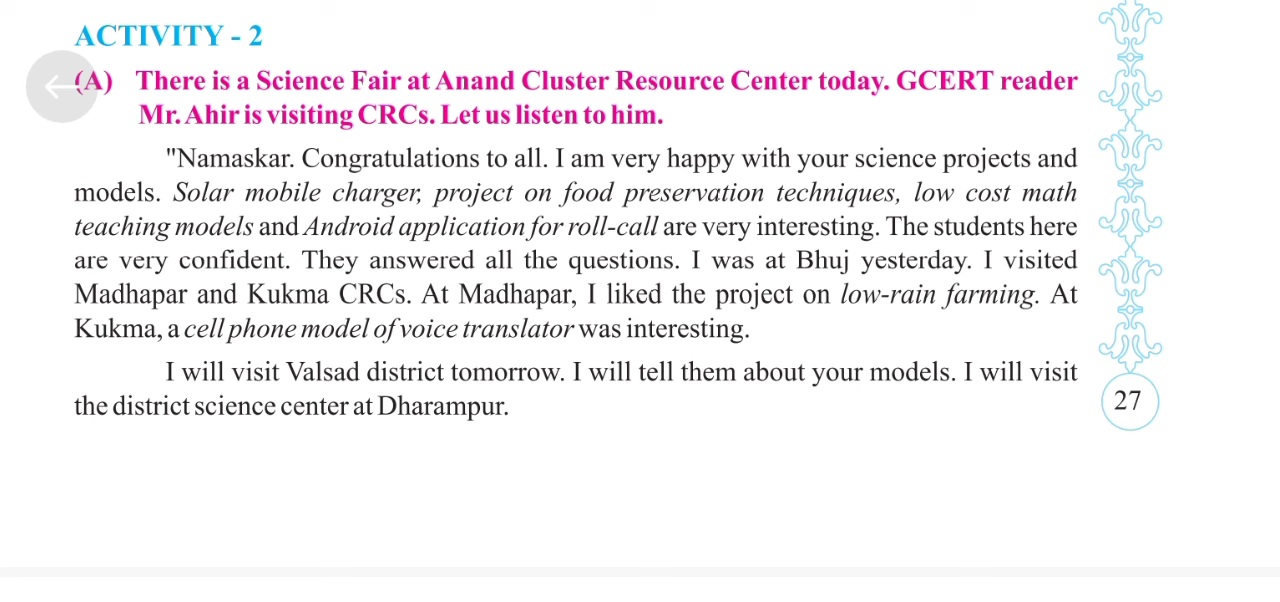 ACTIVITY - 2
(A) There is a Science Fair at Anand Cluster Resource Center today. GCERT reader
Mr. Ahir is visiting CRCs. Let us listen to him.
"Namaskar. Congratulations to all. I am very happy with your science projects and
models. Solar mobile charger, project on food preservation techniques, low cost math
teaching models and Android application for roll-call are very interesting. The students here
are very confident. They answered all the questions. I was at Bhuj yesterday. I visited
Madhapar and Kukma CRCs. At Madhapar, I liked the project on low-rain farming. At
Kukma, a cell phone model of voice translator was interesting.
I will visit Valsad district tomorrow. I will tell them about your models. I will visit
the district science center at Dharampur.
27